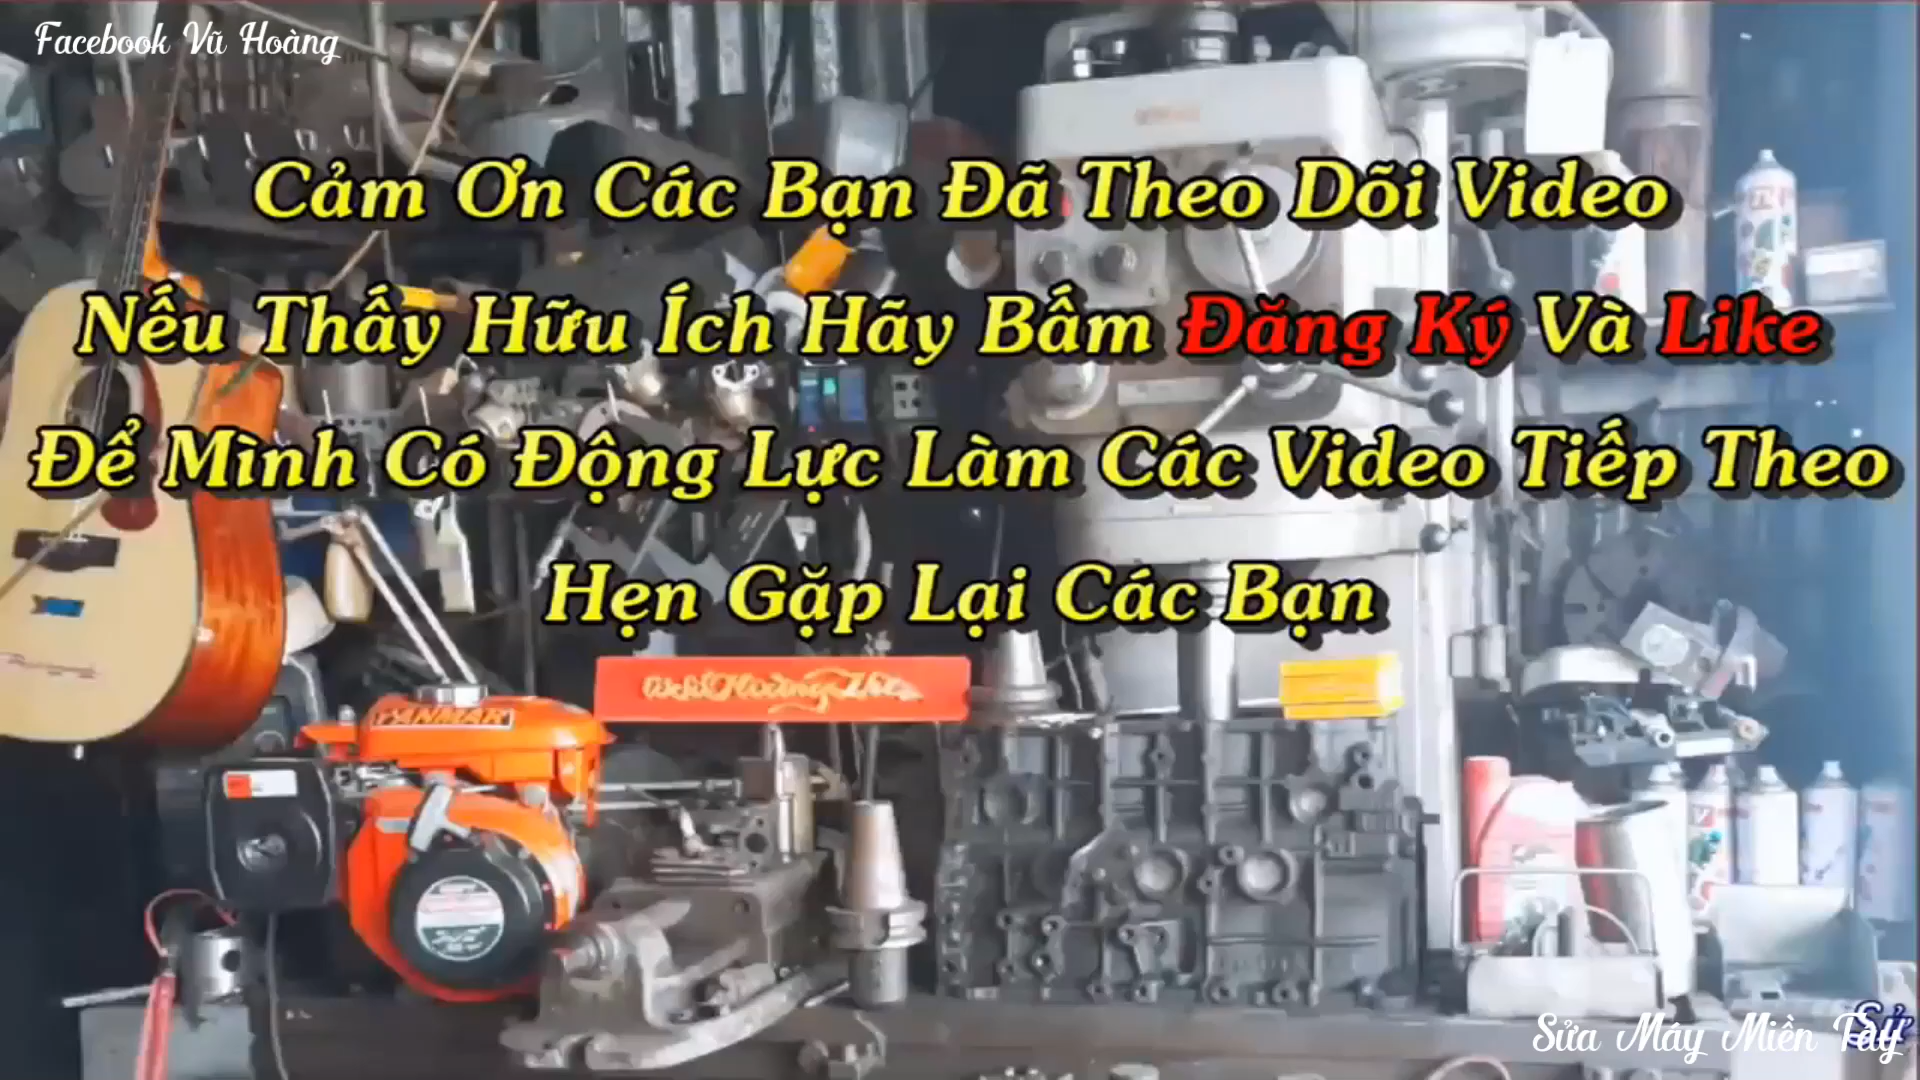 Facebook Vũ Hoàng
Cảm Ơn Các Bạn Đã Theo Dõi Video
Nếu Thấy Hữu Ích Hãy Bấm Đăng Ký Và Like
Để Mình Có Động Lực Làm Các Video Tiếp Theo
Hẹn Gặp Lại Các Bạn
YANMAR
Sửa Máy Miền Tây
Sử